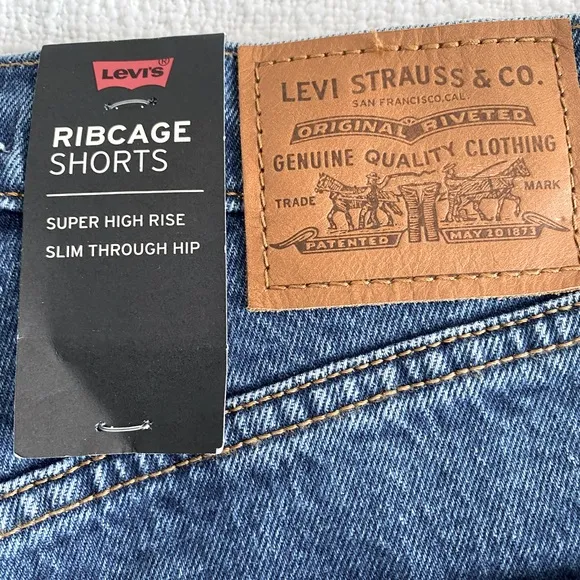 LEVI'S®
RIBCAGE
SHORTS
SUPER HIGH RISE
SLIM THROUGH HIP
LEVI STRAUSS & CO.
SAN FRANCISCO.CAL.
ORIGINAL RIVETED
GENUINE QUALITY CLOTHING
TRADE MARK
PATENTED MAY 20 1873